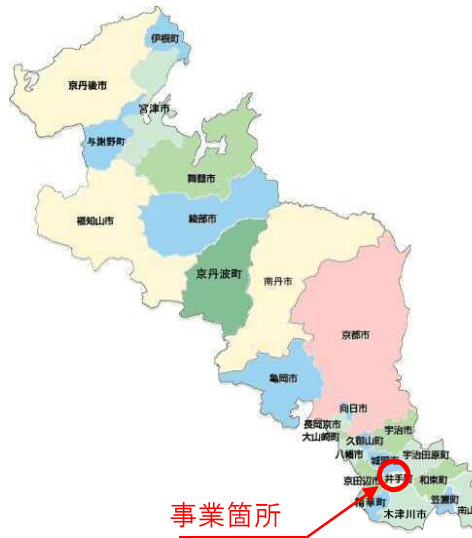 伊根町
京丹後市
宮津市
与謝野町
舞鶴市
福知山市
綾部市
京丹波町
南丹市
京都市
亀岡市
向日市
長岡京市
宇治市
大山崎町
久御山町
八幡市
宇治田原町
城陽市
京田辺市
井手町
和束町
精華町
笠置町
木津川市
南山
事業箇所